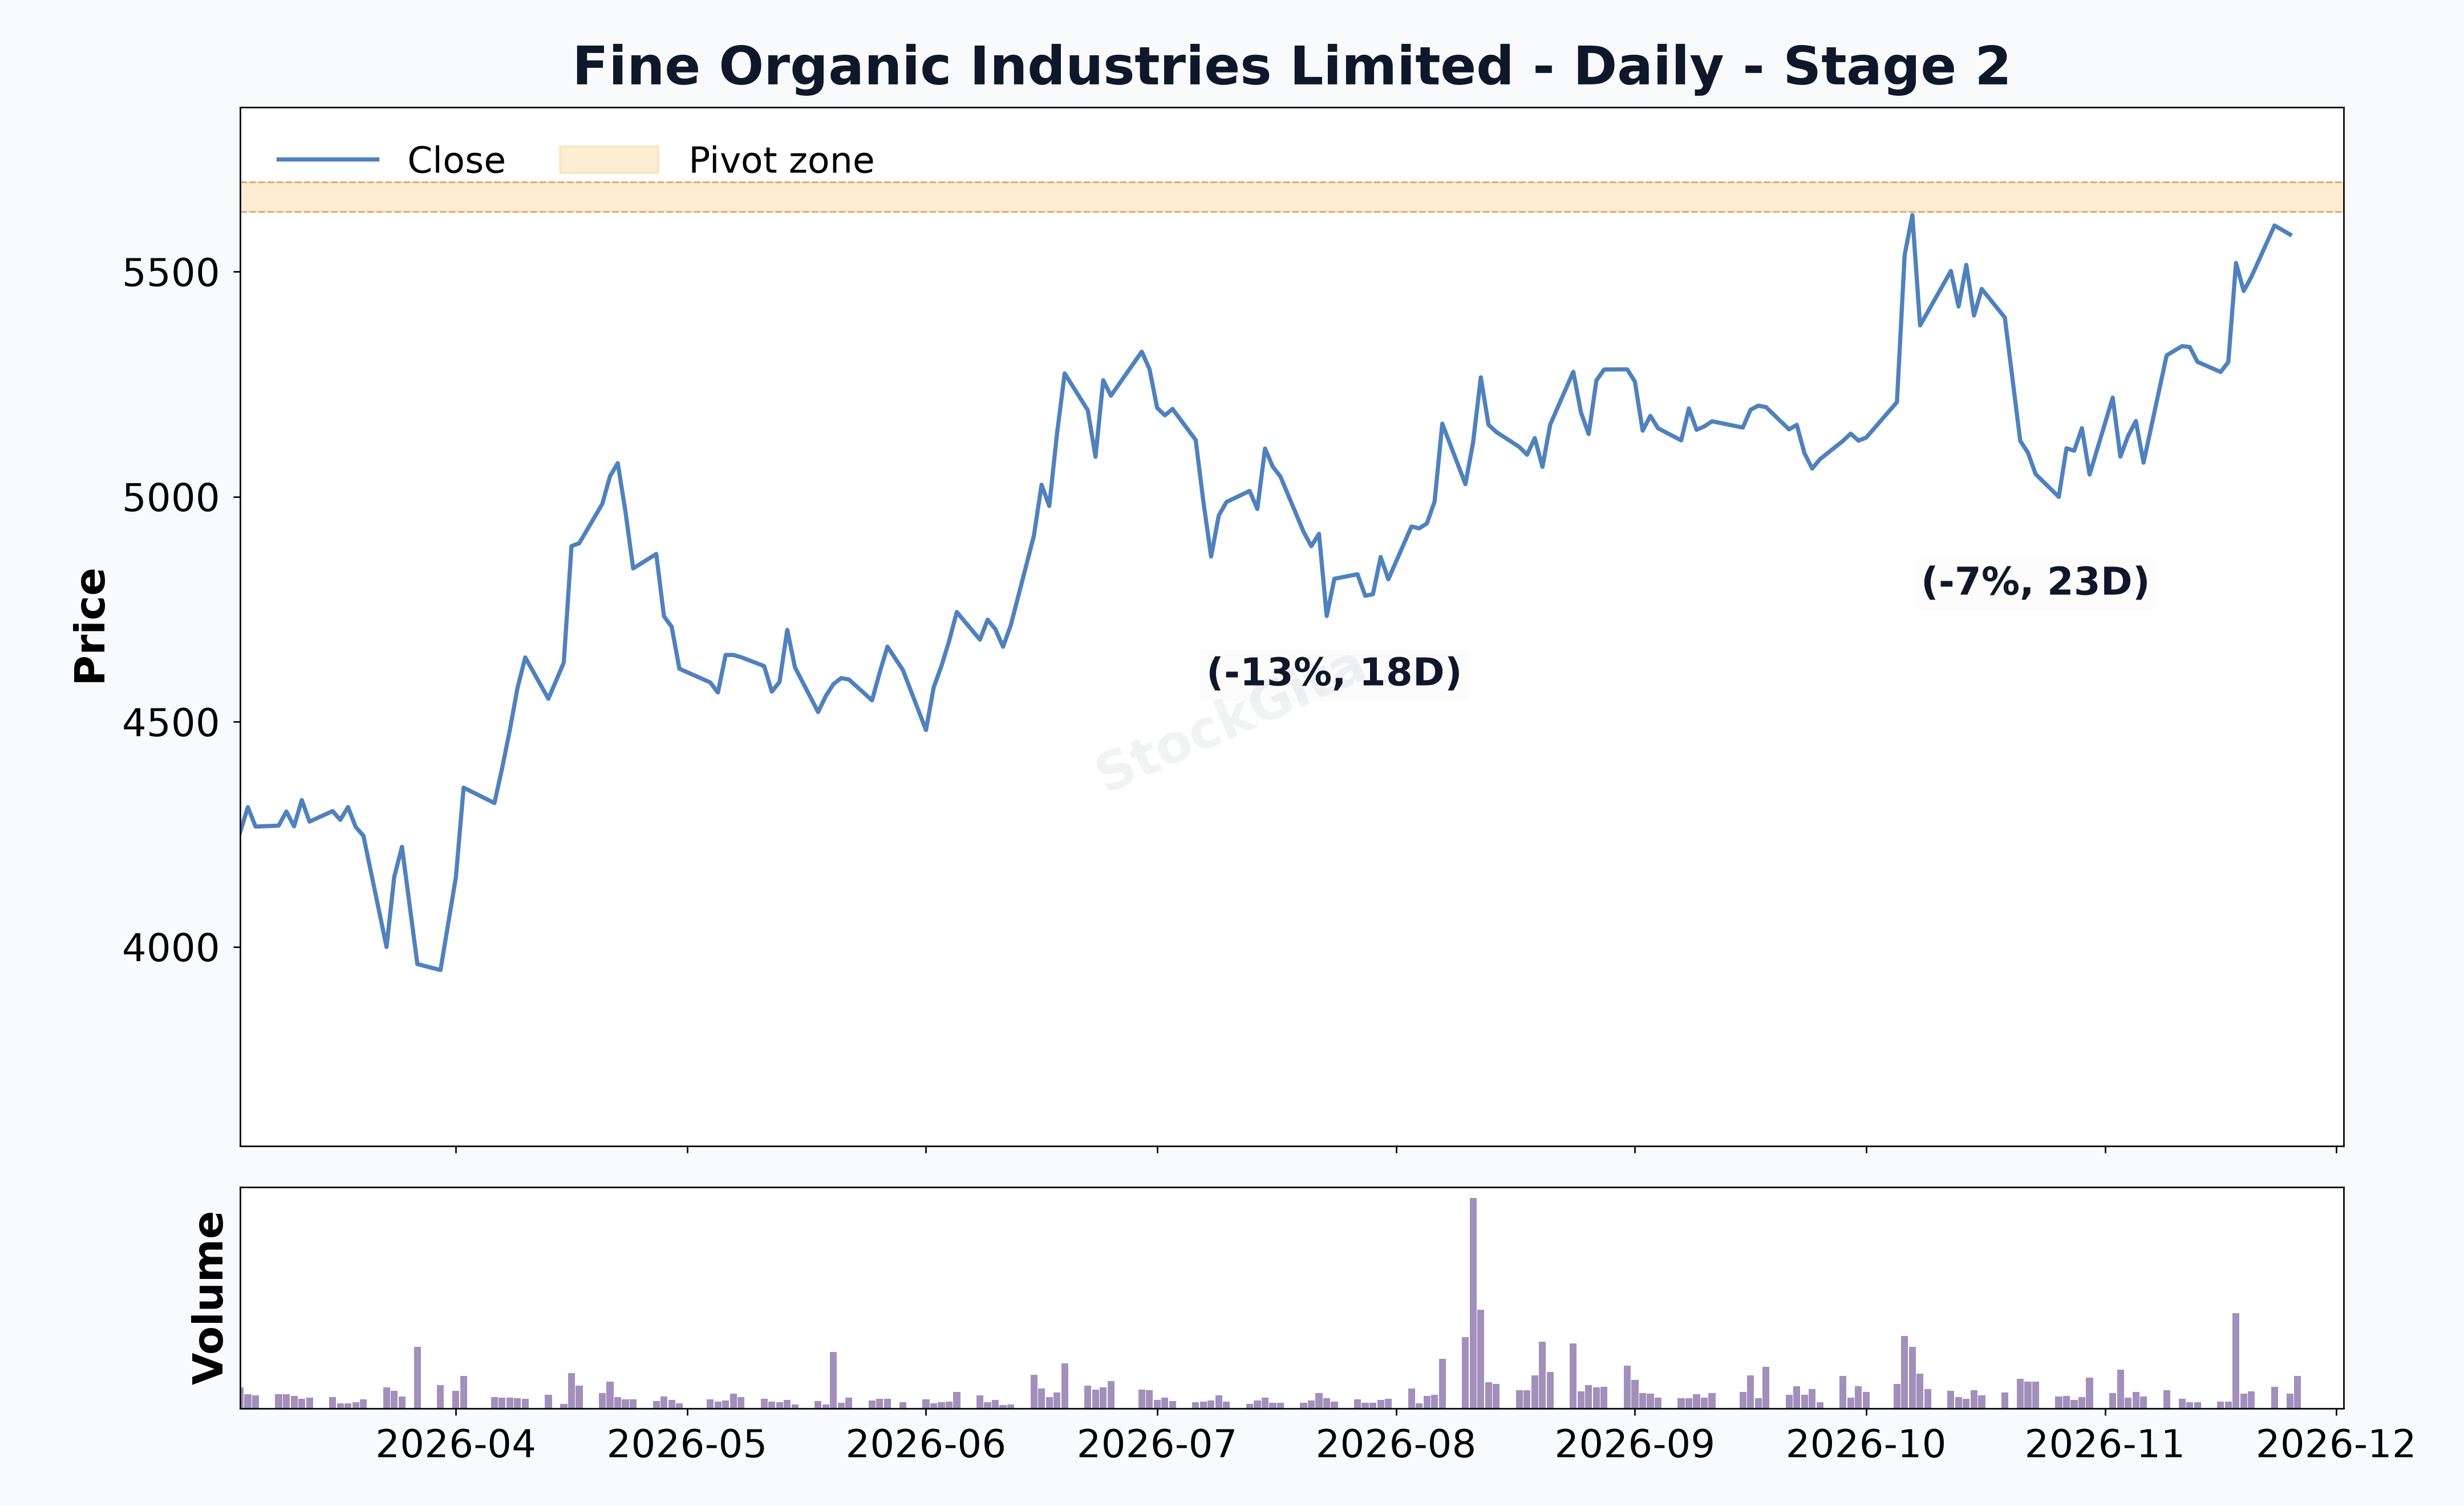 Fine Organic Industries Limited - Daily - Stage 2
Close
Pivot zone
5500
5000
4500
4000
Price
(-7%, 23D)
(-13%, 18D)
Volume
2026-04
2026-05
2026-06
2026-07
2026-08
2026-09
2026-10
2026-11
2026-12